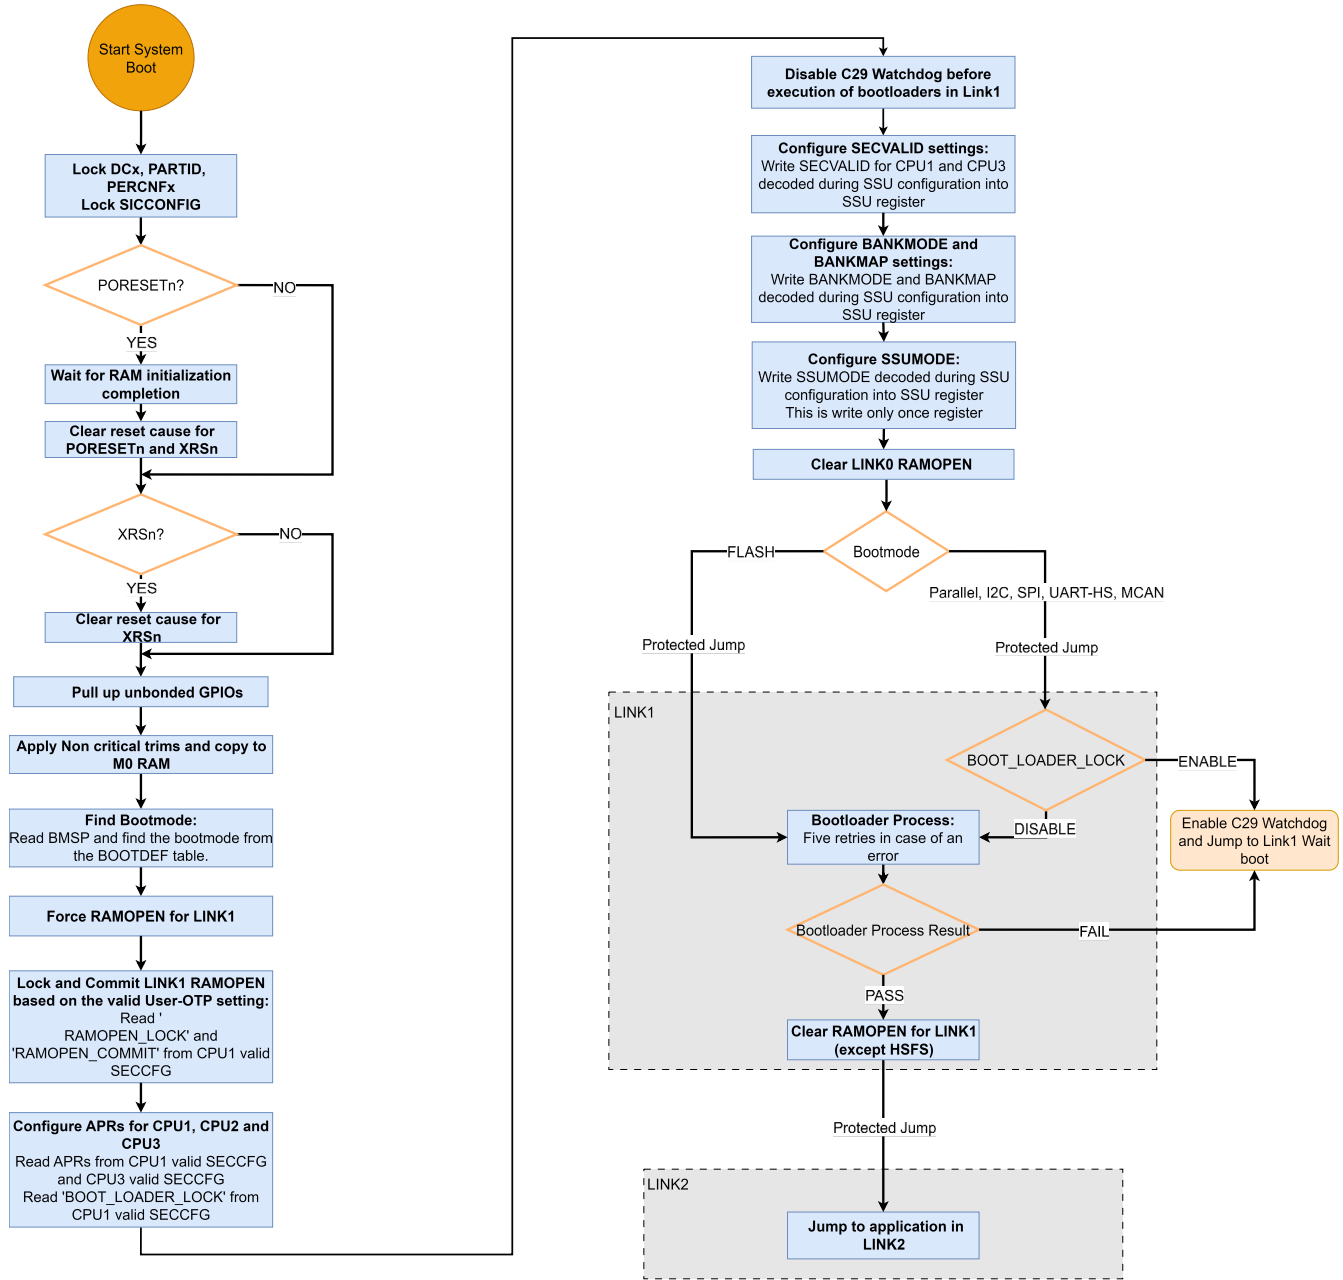 Start System
Boot
Lock DCx, PARTID,
PERCNFx
Lock SICCONFIG
PORESETn?
NO
YES
Wait for RAM initialization
completion
Clear reset cause for
PORESETn and XRSn
XRSn?
NO
YES
Clear reset cause for
XRSn
Pull up unbonded GPIOs
Apply Non critical trims and copy to
M0 RAM
Find Bootmode:
Read BMSP and find the bootmode from
the BOOTDEF table.
Force RAMOPEN for LINK1
Lock and Commit LINK1 RAMOPEN
based on the valid User-OTP setting:
Read '
RAMOPEN_LOCK' and
'RAMOPEN_COMMIT' from CPU1 valid
SECCFG
Configure APRs for CPU1, CPU2 and
CPU3
Read APRs from CPU1 valid SECCFG
and CPU3 valid SECCFG
Read 'BOOT_LOADER_LOCK' from
CPU1 valid SECCFG
Disable C29 Watchdog before
execution of bootloaders in Link1
Configure SECVALID settings:
Write SECVALID for CPU1 and CPU3
decoded during SSU configuration into
SSU register
Configure BANKMODE and
BANKMAP settings:
Write BANKMODE and BANKMAP
decoded during SSU configuration into
SSU register
Configure SSUMODE:
Write SSUMODE decoded during SSU
configuration into SSU register
This is write only once register
Clear LINK0 RAMOPEN
Bootmode
FLASH
Parallel, I2C, SPI, UART-HS, MCAN
Protected Jump
Protected Jump
LINK1
BOOT_LOADER_LOCK
ENABLE
DISABLE
Enable C29 Watchdog
and Jump to Link1 Wait
boot
Bootloader Process:
Five retries in case of an
error
Bootloader Process Result
FAIL
PASS
Clear RAMOPEN for LINK1
(except HSFS)
Protected Jump
LINK2
Jump to application in
LINK2